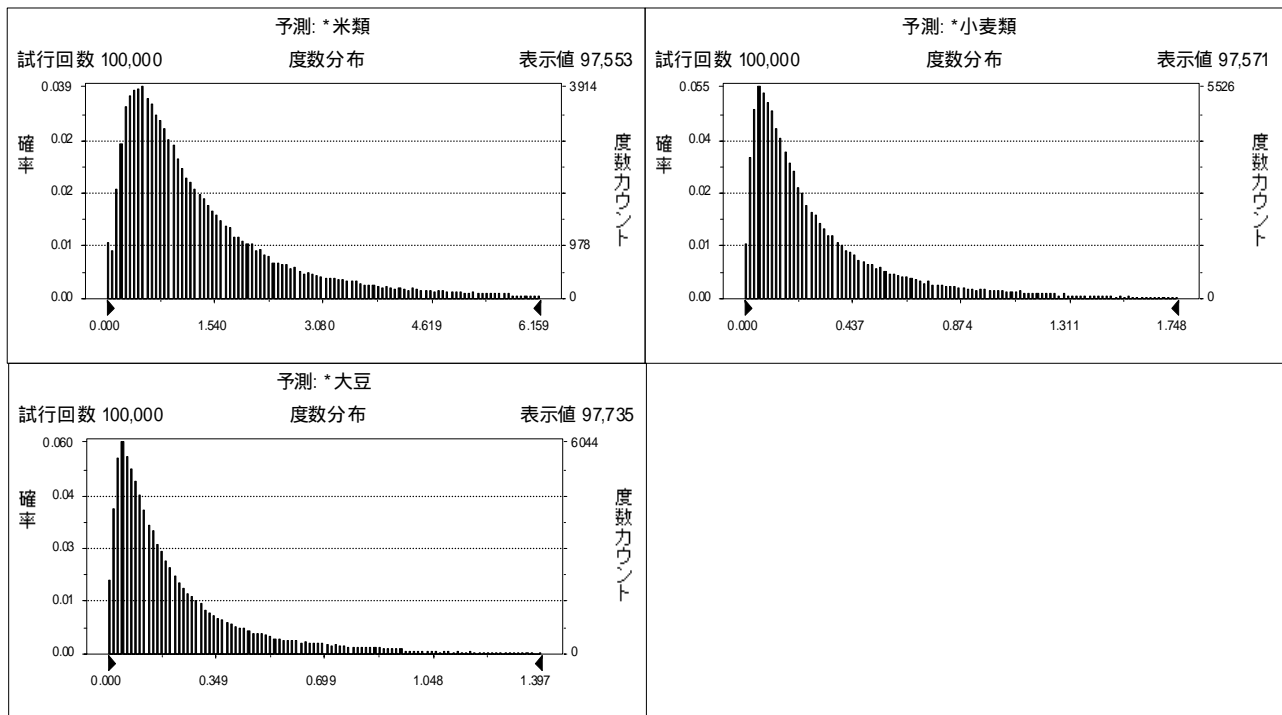 予測: *米類
試行回数 100,000 度数分布 表示値 97,553
0.039 3914
0.02
確率 度数カウント
0.02
0.01 978
0.00 0
0.000 1.540 3.080 4.619 6.159
予測: *小麦類
試行回数 100,000 度数分布 表示値 97,571
0.055 5526
0.04
確率 度数カウント
0.02
0.01
0.00 0
0.000 0.437 0.874 1.311 1.748
予測: *大豆
試行回数 100,000 度数分布 表示値 97,735
0.060 6044
0.04
確率 度数カウント
0.03
0.01
0.00 0
0.000 0.349 0.699 1.048 1.397